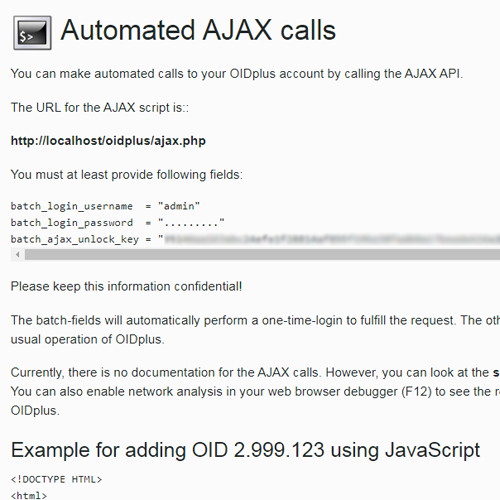 $>
Automated AJAX calls
You can make automated calls to your OIDplus account by calling the AJAX API.
The URL for the AJAX script is::
http://localhost/oidplus/ajax.php
You must at least provide following fields:
batch_login_username = "admin"
batch_login_password = "........."
batch_ajax_unlock_key = "
Please keep this information confidential!
The batch-fields will automatically perform a one-time-login to fulfill the request. The
usual operation of OIDplus.
Currently, there is no documentation for the AJAX calls. However, you can look at the
You can also enable network analysis in your web browser debugger (F12) to see the
OIDplus.
Example for adding OID 2.999.123 using JavaScript
<!DOCTYPE HTML>
<html>